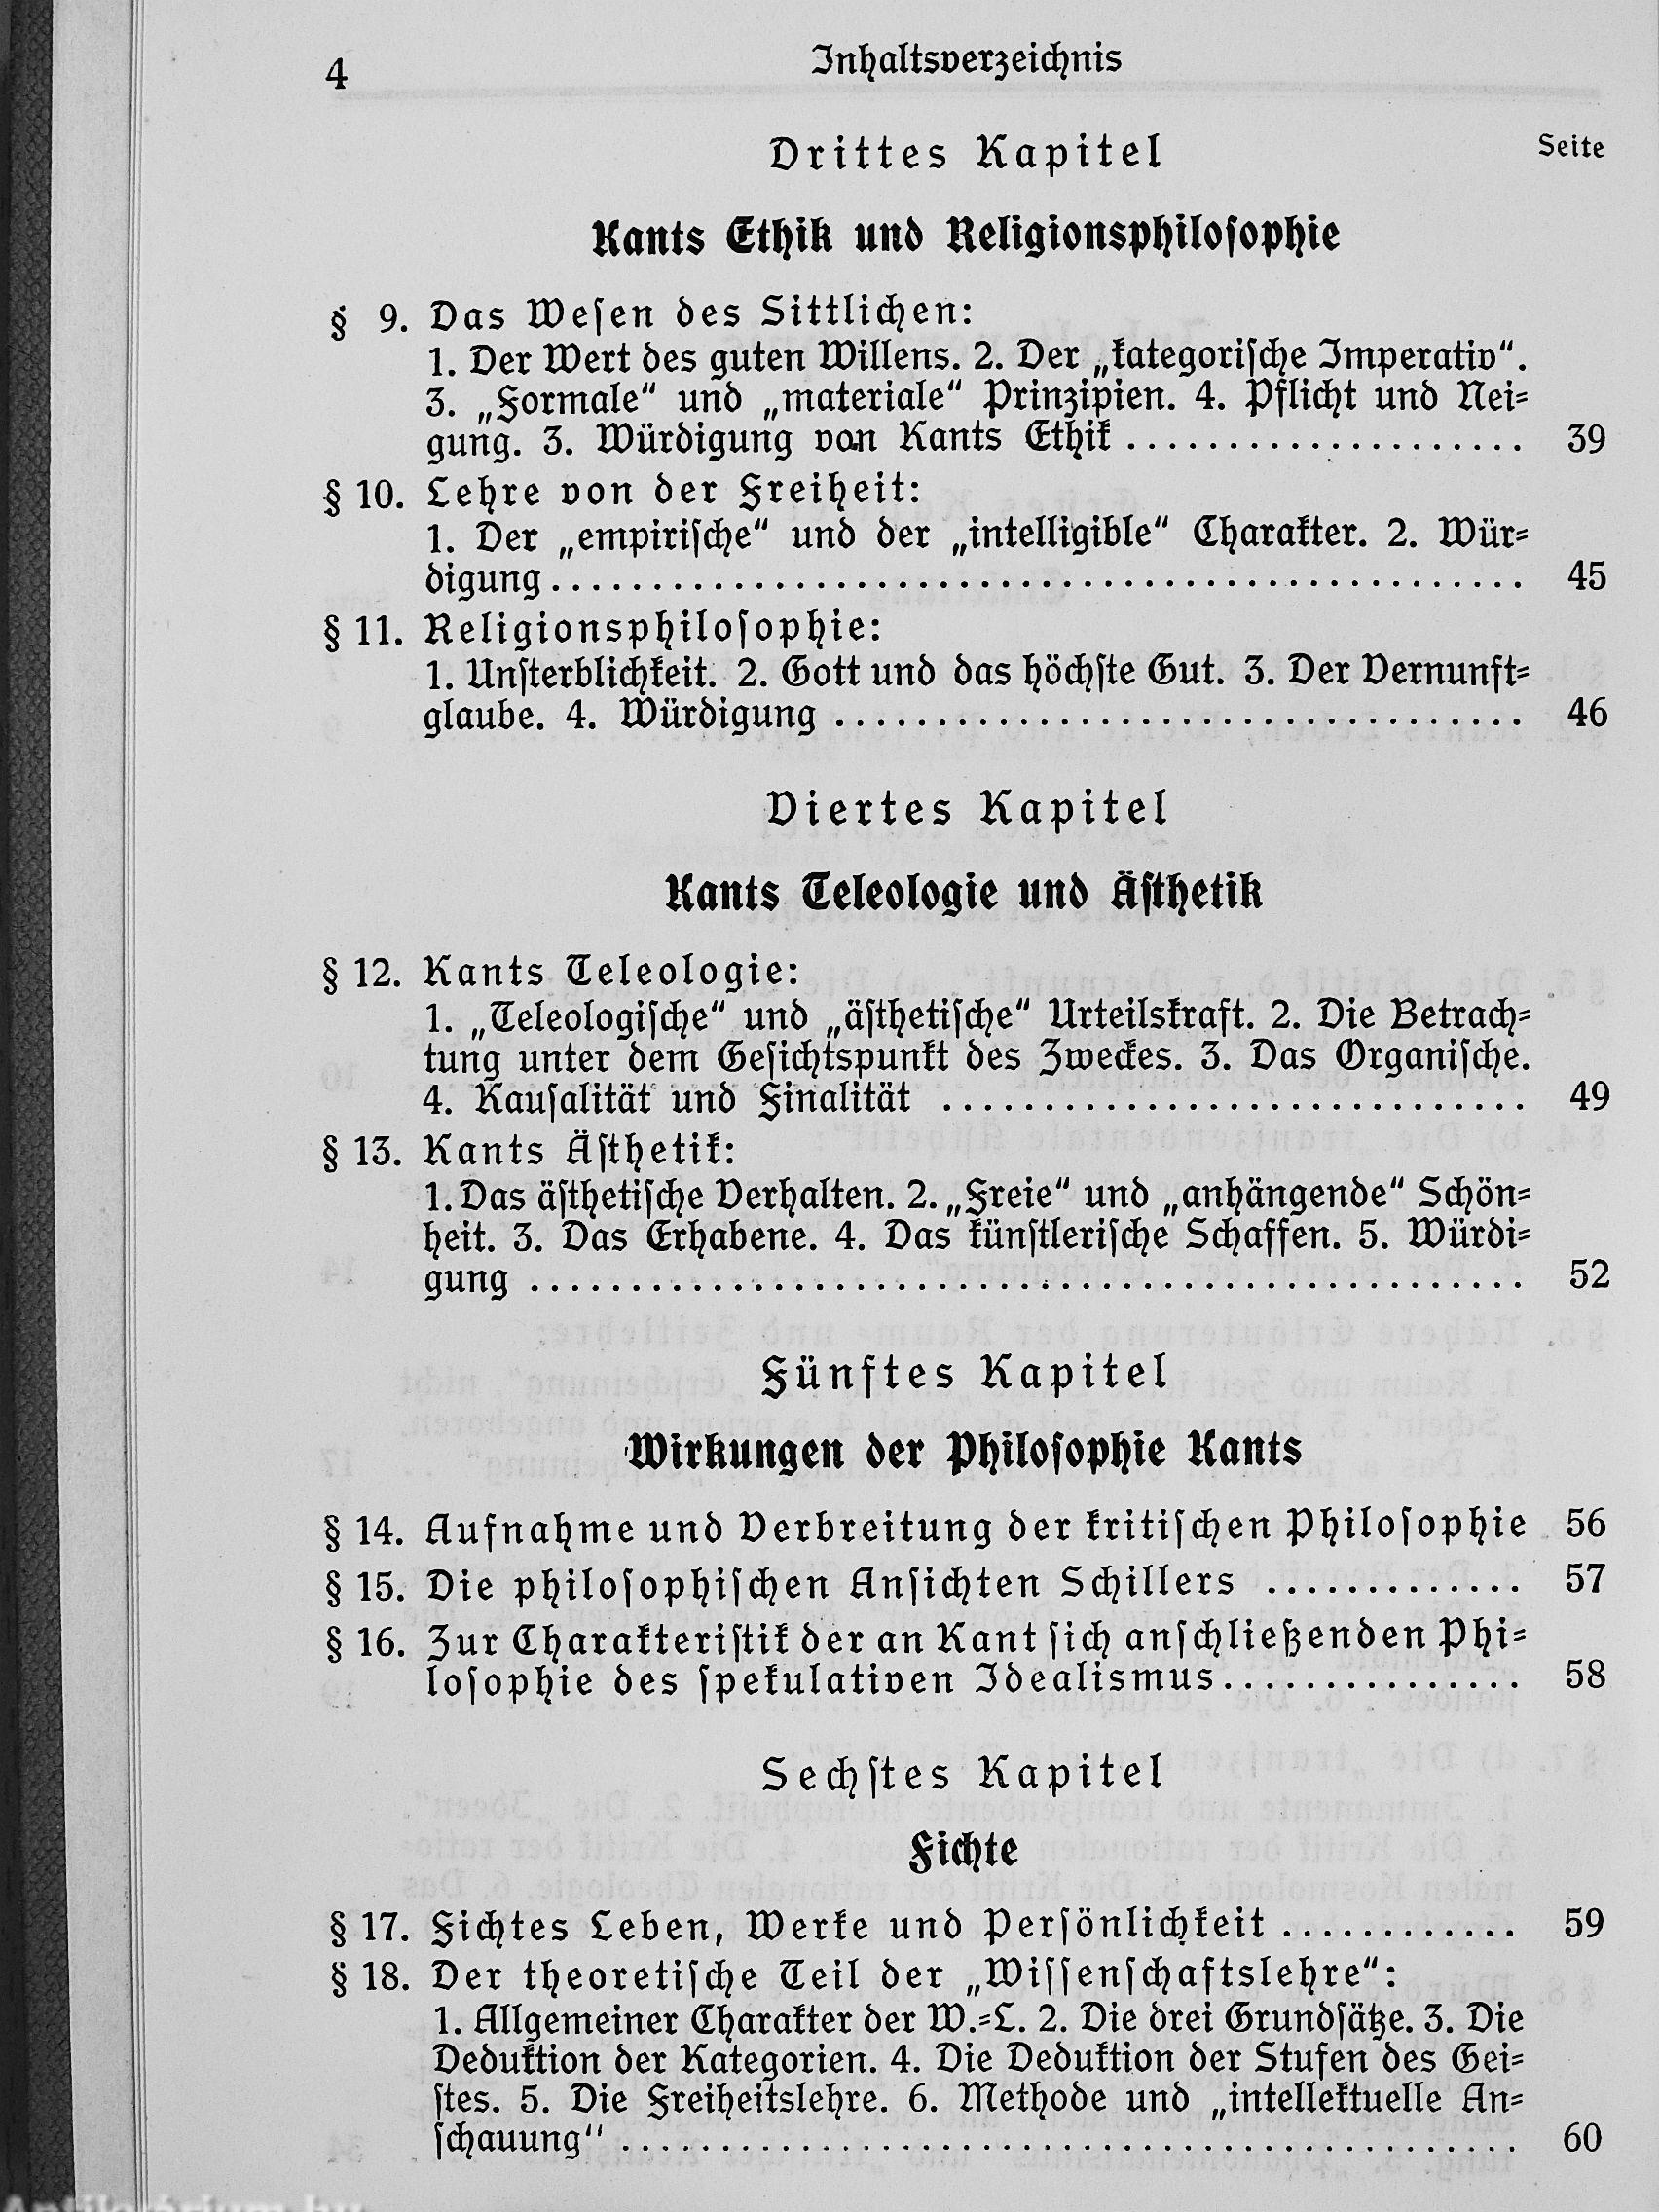 4
Inhaltsverzeichnis
Drittes Kapitel
Seite
Kants Ethik und Religionsphiloſophie
§ 9. Das Weſen des Sittlichen:
1. Der Wert des guten Willens. 2. Der „kategoriſche Imperativ“.
3. „Formale“ und „materiale“ Prinzipien. 4. Pflicht und Nei-
gung. 3. Würdigung von Kants Ethik .................... 39
§ 10. Lehre von der Freiheit:
1. Der „empiriſche“ und der „intelligible“ Charakter. 2. Wür-
digung ................................................ 45
§ 11. Religionsphiloſophie:
1. Unſterblichkeit. 2. Gott und das höchſte Gut. 3. Der Vernunft-
glaube. 4. Würdigung .................................. 46
Viertes Kapitel
Kants Teleologie und Äſthetik
§ 12. Kants Teleologie:
1. „Teleologiſche“ und „äſthetiſche“ Urteilskraft. 2. Die Betrach-
tung unter dem Geſichtspunkt des Zweckes. 3. Das Organiſche.
4. Kauſalität und Finalität ............................. 49
§ 13. Kants Äſthetik:
1. Das äſthetiſche Verhalten. 2. „Freie“ und „anhängende“ Schön-
heit. 3. Das Erhabene. 4. Das künſtleriſche Schaffen. 5. Würdi-
gung ................................................. 52
Fünftes Kapitel
Wirkungen der Philoſophie Kants
§ 14. Aufnahme und Verbreitung der kritiſchen Philoſophie 56
§ 15. Die philoſophiſchen Anſichten Schillers ............. 57
§ 16. Zur Charakteriſtik der an Kant ſich anſchließenden Phi-
loſophie des ſpekulativen Idealismus ............... 58
Sechſtes Kapitel
Fichte
§ 17. Fichtes Leben, Werke und Perſönlichkeit ............ 59
§ 18. Der theoretiſche Teil der „Wiſſenſchaftslehre“:
1. Allgemeiner Charakter der W.-L. 2. Die drei Grundſätze. 3. Die
Deduktion der Kategorien. 4. Die Deduktion der Stufen des Gei-
ſtes. 5. Die Freiheitslehre. 6. Methode und „intellektuelle An-
ſchauung“ ............................................. 60